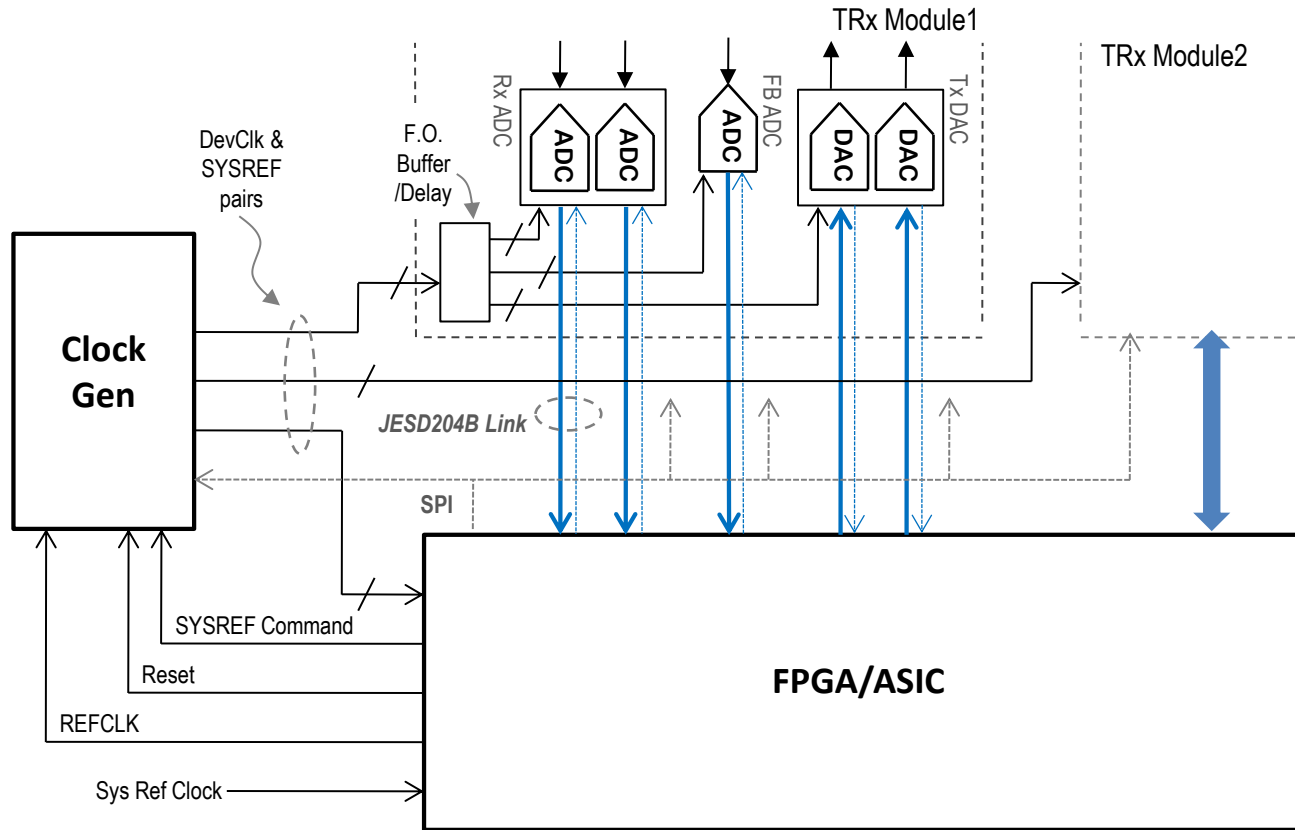 TRx Module1
TRx Module2
Rx ADC
ADC
ADC
ADC
FB ADC
DAC
DAC
Tx DAC
DevClk &
SYSREF
pairs
F.O.
Buffer
/Delay
Clock
Gen
JESD204B Link
SPI
SYSREF Command
Reset
REFCLK
Sys Ref Clock
FPGA/ASIC